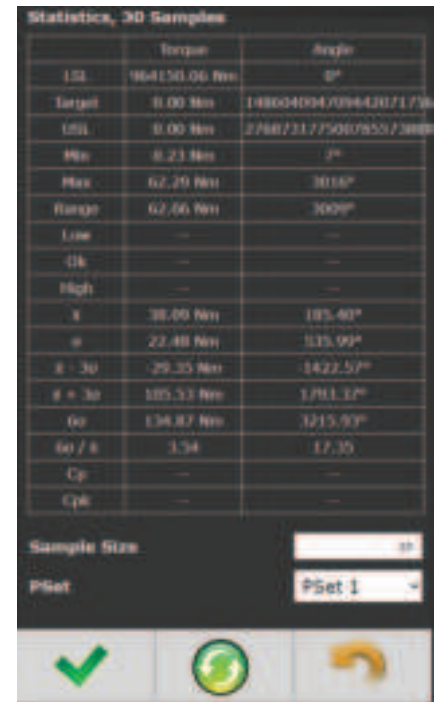 Statistics, 30 Samples
Torque Angle
LSL 964150.06 Nm 0°
Target 0.00 Nm
USL 0.00 Nm
Min 0.23 Nm 7°
Max 62.29 Nm 3016°
Range 62.06 Nm 3009°
Low --- ---
Ok --- ---
High --- ---
x̄ 38.09 Nm 185.40°
σ 22.48 Nm 535.99°
x̄ - 3σ -29.35 Nm -1422.57°
x̄ + 3σ 105.53 Nm 1793.37°
6σ 134.87 Nm 3215.93°
6σ / x̄ 3.54 17.35
Cp --- ---
Cpk --- ---
Sample Size
PSet PSet 1